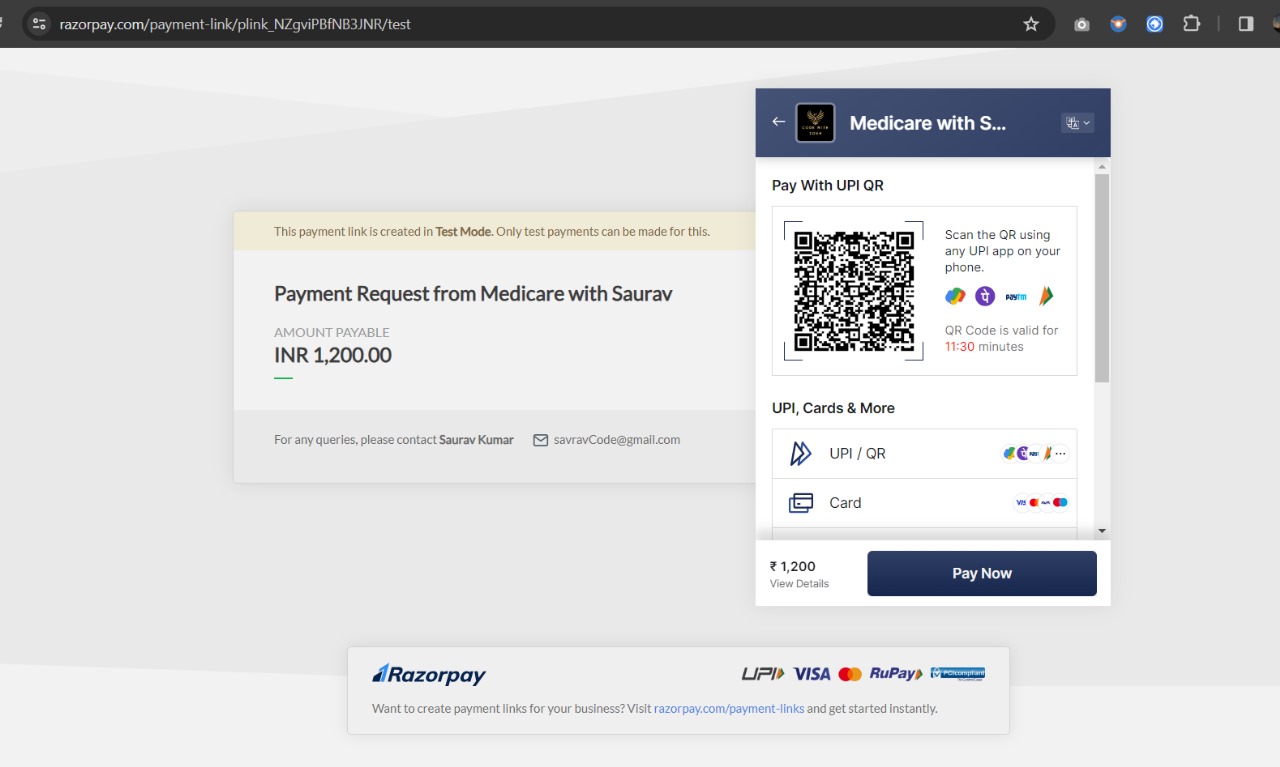 razorpay.com/payment-link/plink_NZgviPBfNB3JNR/test
Medicare with S...
Pay With UPI QR
Scan the QR using
any UPI app on your
phone.
paytm
QR Code is valid for
11:30 minutes
This payment link is created in Test Mode. Only test payments can be made for this.
Payment Request from Medicare with Saurav
AMOUNT PAYABLE
INR 1,200.00
For any queries, please contact Saurav Kumar savravCode@gmail.com
UPI, Cards & More
UPI / QR
Card
VISA
₹ 1,200
View Details
Pay Now
Razorpay
UPI VISA RuPay PCI compliant
Want to create payment links for your business? Visit razorpay.com/payment-links and get started instantly.